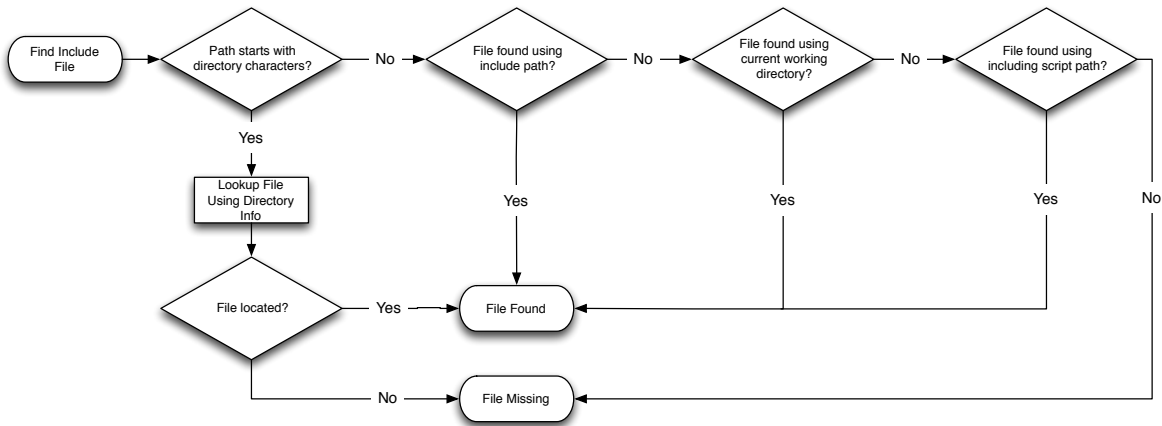 Find Include
File
Path starts with
directory characters?
No
File found using
include path?
No
File found using
current working
directory?
No
File found using
including script path?
Yes
Lookup File
Using Directory
Info
Yes
Yes
Yes
No
File located?
Yes
File Found
No
File Missing